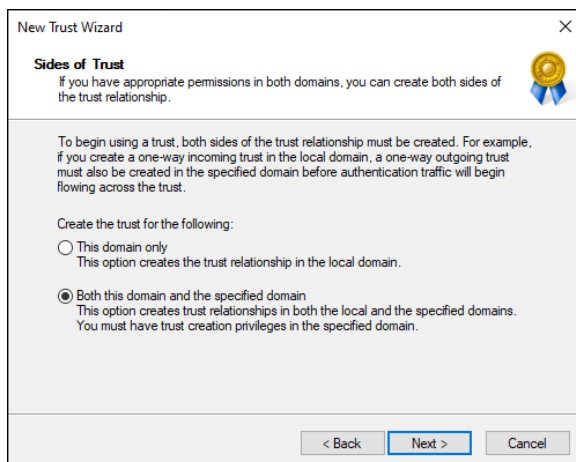 New Trust Wizard
Sides of Trust
If you have appropriate permissions in both domains, you can create both sides of
the trust relationship.
To begin using a trust, both sides of the trust relationship must be created. For example,
if you create a one-way incoming trust in the local domain, a one-way outgoing trust
must also be created in the specified domain before authentication traffic will begin
flowing across the trust.
Create the trust for the following:
This domain only
This option creates the trust relationship in the local domain.
Both this domain and the specified domain
This option creates trust relationships in both the local and the specified domains.
You must have trust creation privileges in the specified domain.
< Back Next > Cancel